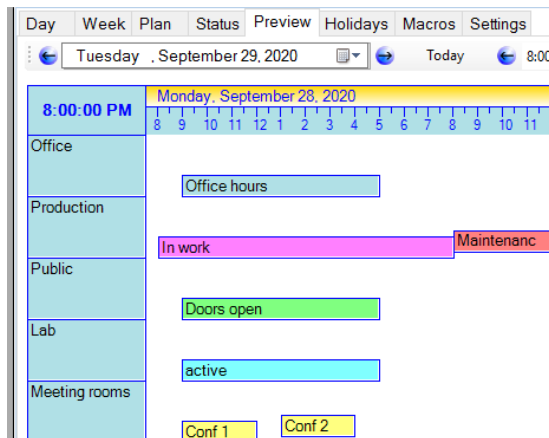 Day Week Plan Status Preview Holidays Macros Settings
Tuesday , September 29, 2020 Today 8:00
8:00:00 PM
Monday, September 28, 2020
8 9 10 11 12 1 2 3 4 5 6 7 8 9 10 11
Office
Office hours
Production
In work
Maintenanc
Public
Doors open
Lab
active
Meeting rooms
Conf 1
Conf 2